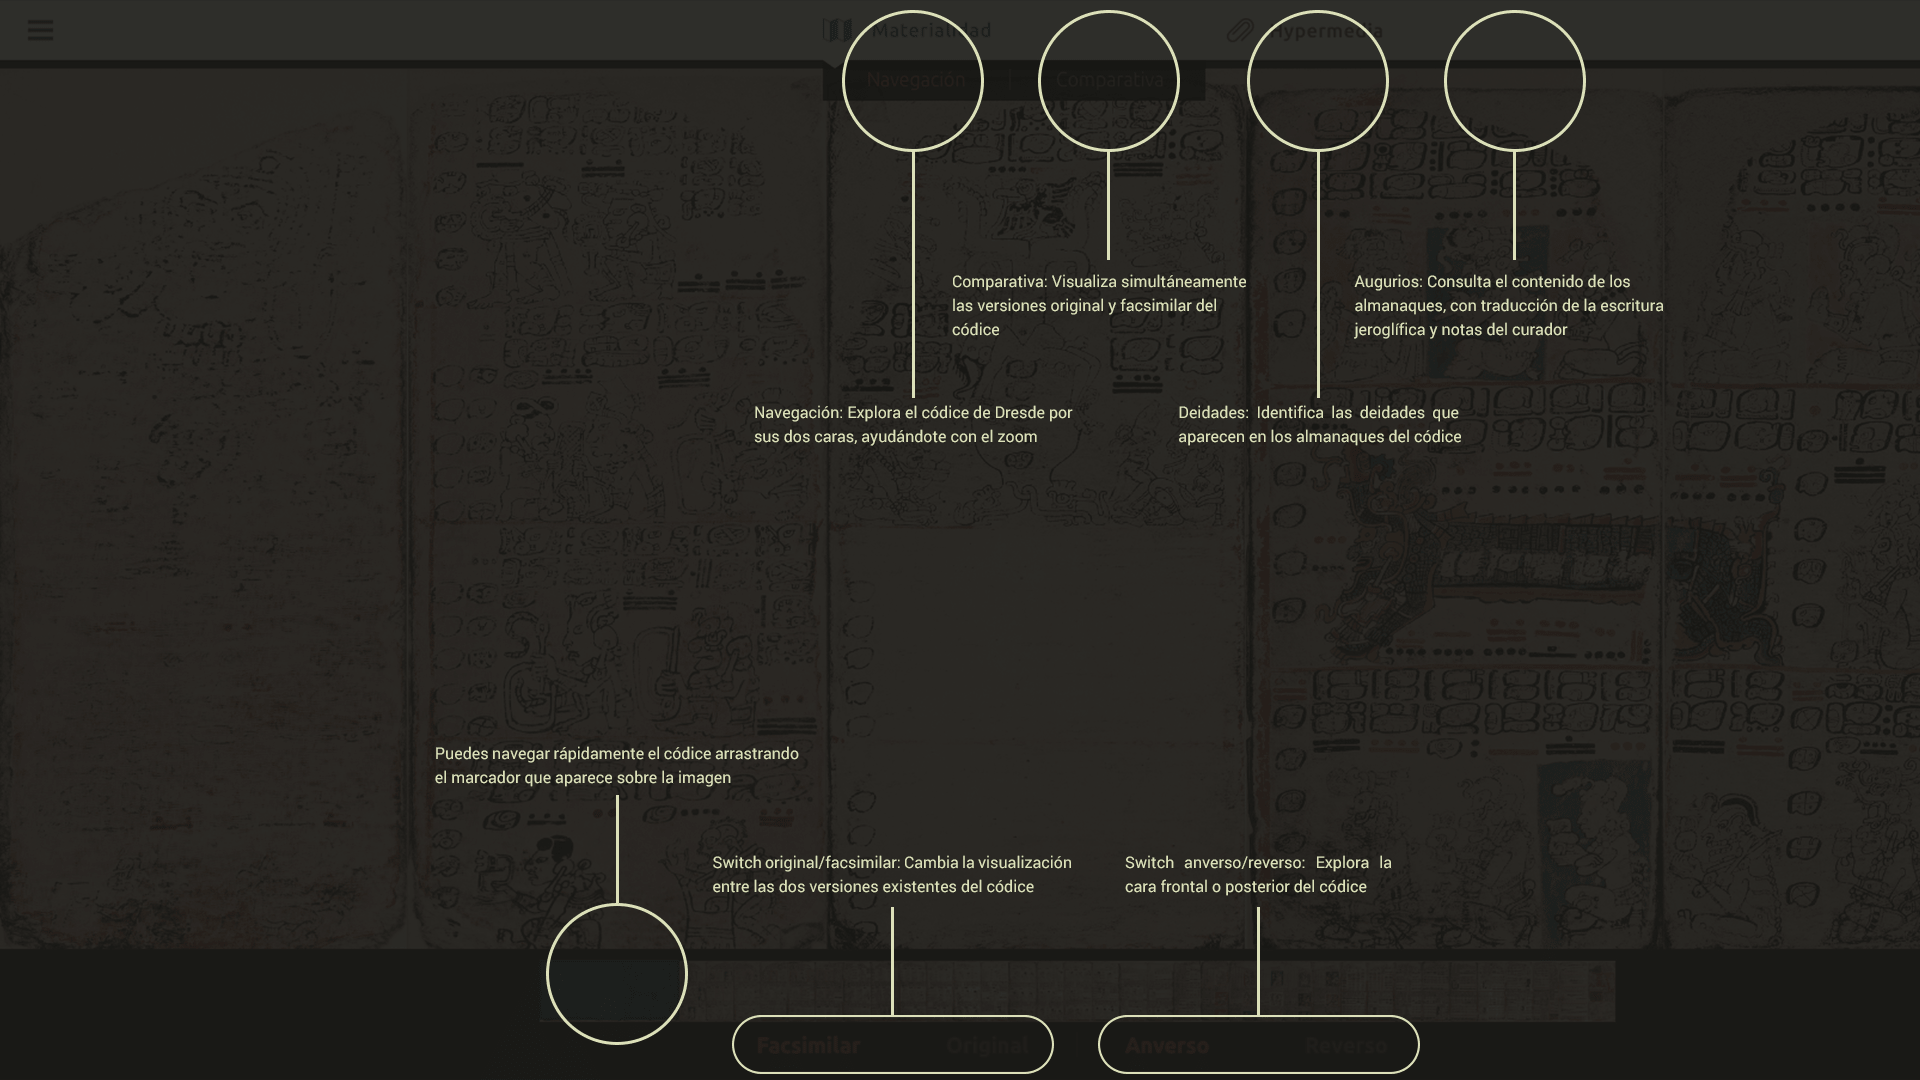 Materialidad
Hypermedia
Navegación | Comparativa
Comparativa: Visualiza simultáneamente
las versiones original y facsimilar del
códice
Augurios: Consulta el contenido de los
almanaques, con traducción de la escritura
jeroglífica y notas del curador
Navegación: Explora el códice de Dresde por
sus dos caras, ayudándote con el zoom
Deidades: Identifica las deidades que
aparecen en los almanaques del códice
Puedes navegar rápidamente el códice arrastrando
el marcador que aparece sobre la imagen
Switch original/facsimilar: Cambia la visualización
entre las dos versiones existentes del códice
Switch anverso/reverso: Explora la
cara frontal o posterior del códice
Facsimilar Original
Anverso Reverso